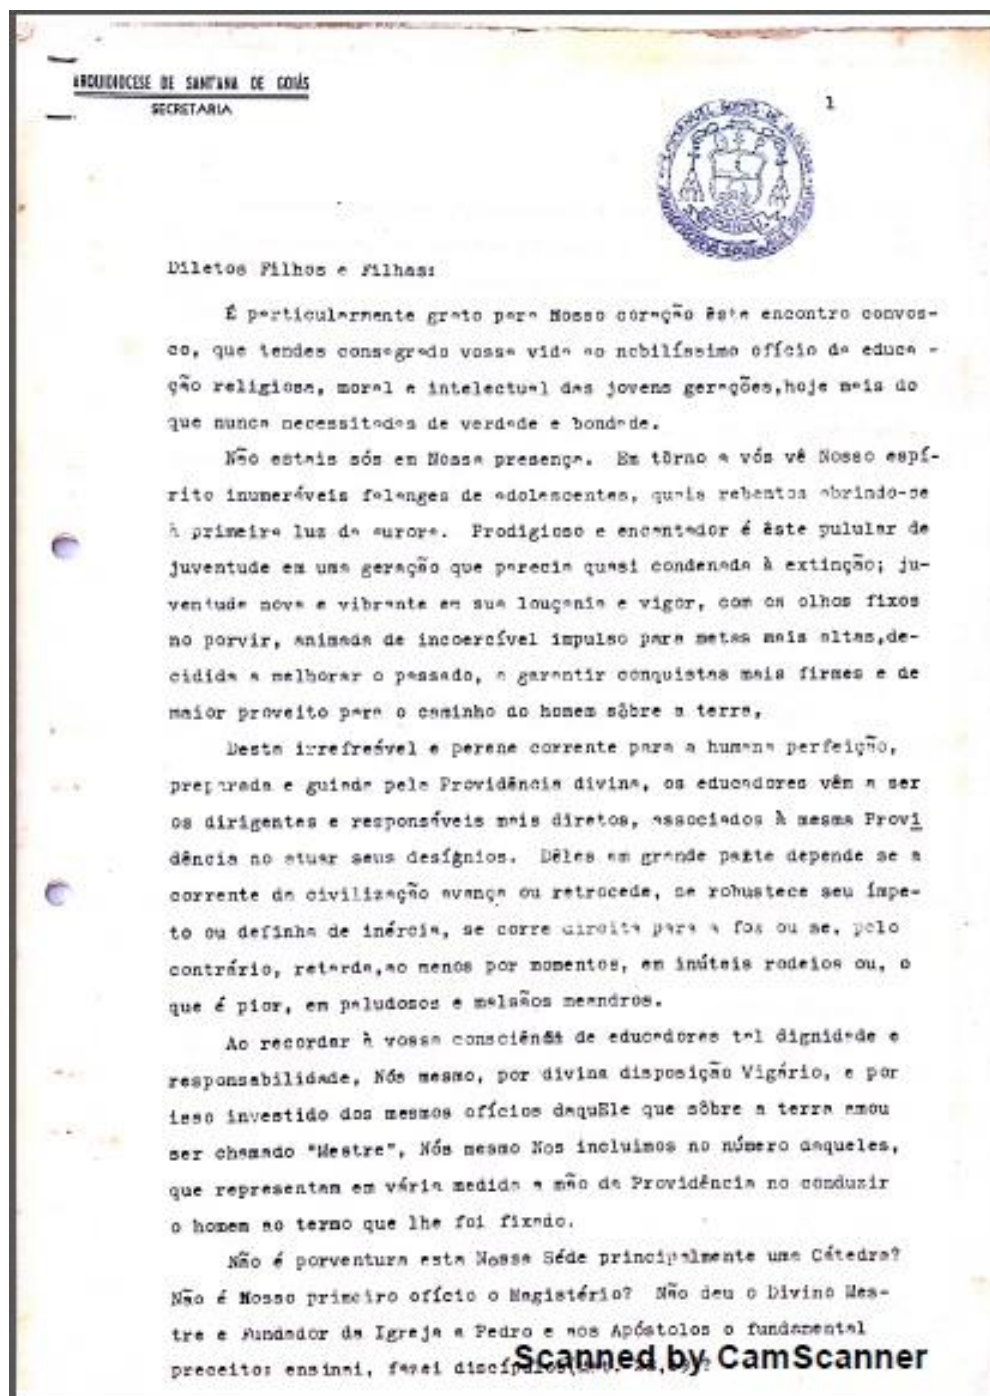 ARQUIDIOCESE DE SANT'ANA DE GOIÁS
SECRETARIA
1
Diletos Filhos e Filhas:
É particularmente grato para Nosso coração êste encontro convos-
co, que tendes consagrado vossa vida ao nobilíssimo ofício da educa -
ção religiosa, moral e intelectual das jovens gerações,hoje mais do
que nunca necessitadas de verdade e bondade.
Não estais sós em Nossa presença. Em tôrno a vós vê Nosso espí-
rito inumeráveis falanges de adolescentes, quais rebentos abrindo-se
à primeira luz da aurora. Prodigioso e encantador é êste pulular de
juventude em uma geração que parecia quasi condenada à extinção; ju-
ventude nova e vibrante em sua louçania e vigor, com os olhos fixos
no porvir, animada de incoercível impulso para metas mais altas,de-
cidida a melhorar o passado, a garantir conquistas mais firmes e de
maior proveito para o caminho do homem sôbre a terra,
Desta irrefreável e perene corrente para a humana perfeição,
preparada e guiada pela Providência divina, os educadores vêm a ser
os dirigentes e responsáveis mais diretos, associados à mesma Provi
dência no atuar seus desígnios. Dêles em grande parte depende se a
corrente da civilização avança ou retrocede, se robustece seu ímpe-
to ou definha de inércia, se corre direita para a foz ou se, pelo
contrário, retarda,ao menos por momentos, em inúteis rodeios ou, o
que é pior, em paludosos e malsãos meandros.
Ao recordar à vossa de educadores tal dignidade e
responsabilidade, Nós mesmo, por divina disposição Vigário, e por
isso investido dos mesmos ofícios daquEle que sôbre a terra amou
ser chamado "Mestre", Nós mesmo Nos incluimos no número daqueles,
que representam em vária medida a mão da Providência no conduzir
o homem ao termo que lhe foi fixado.
Não é porventura esta Nossa Séde principalmente uma Cátedra?
Não é Nosso primeiro ofício o Magistério? Não deu o Divino Mes-
tre e Fundador da Igreja a Pedro e aos Apóstolos o fundamental
preceito: ensinai, fazei
Scanned by CamScanner